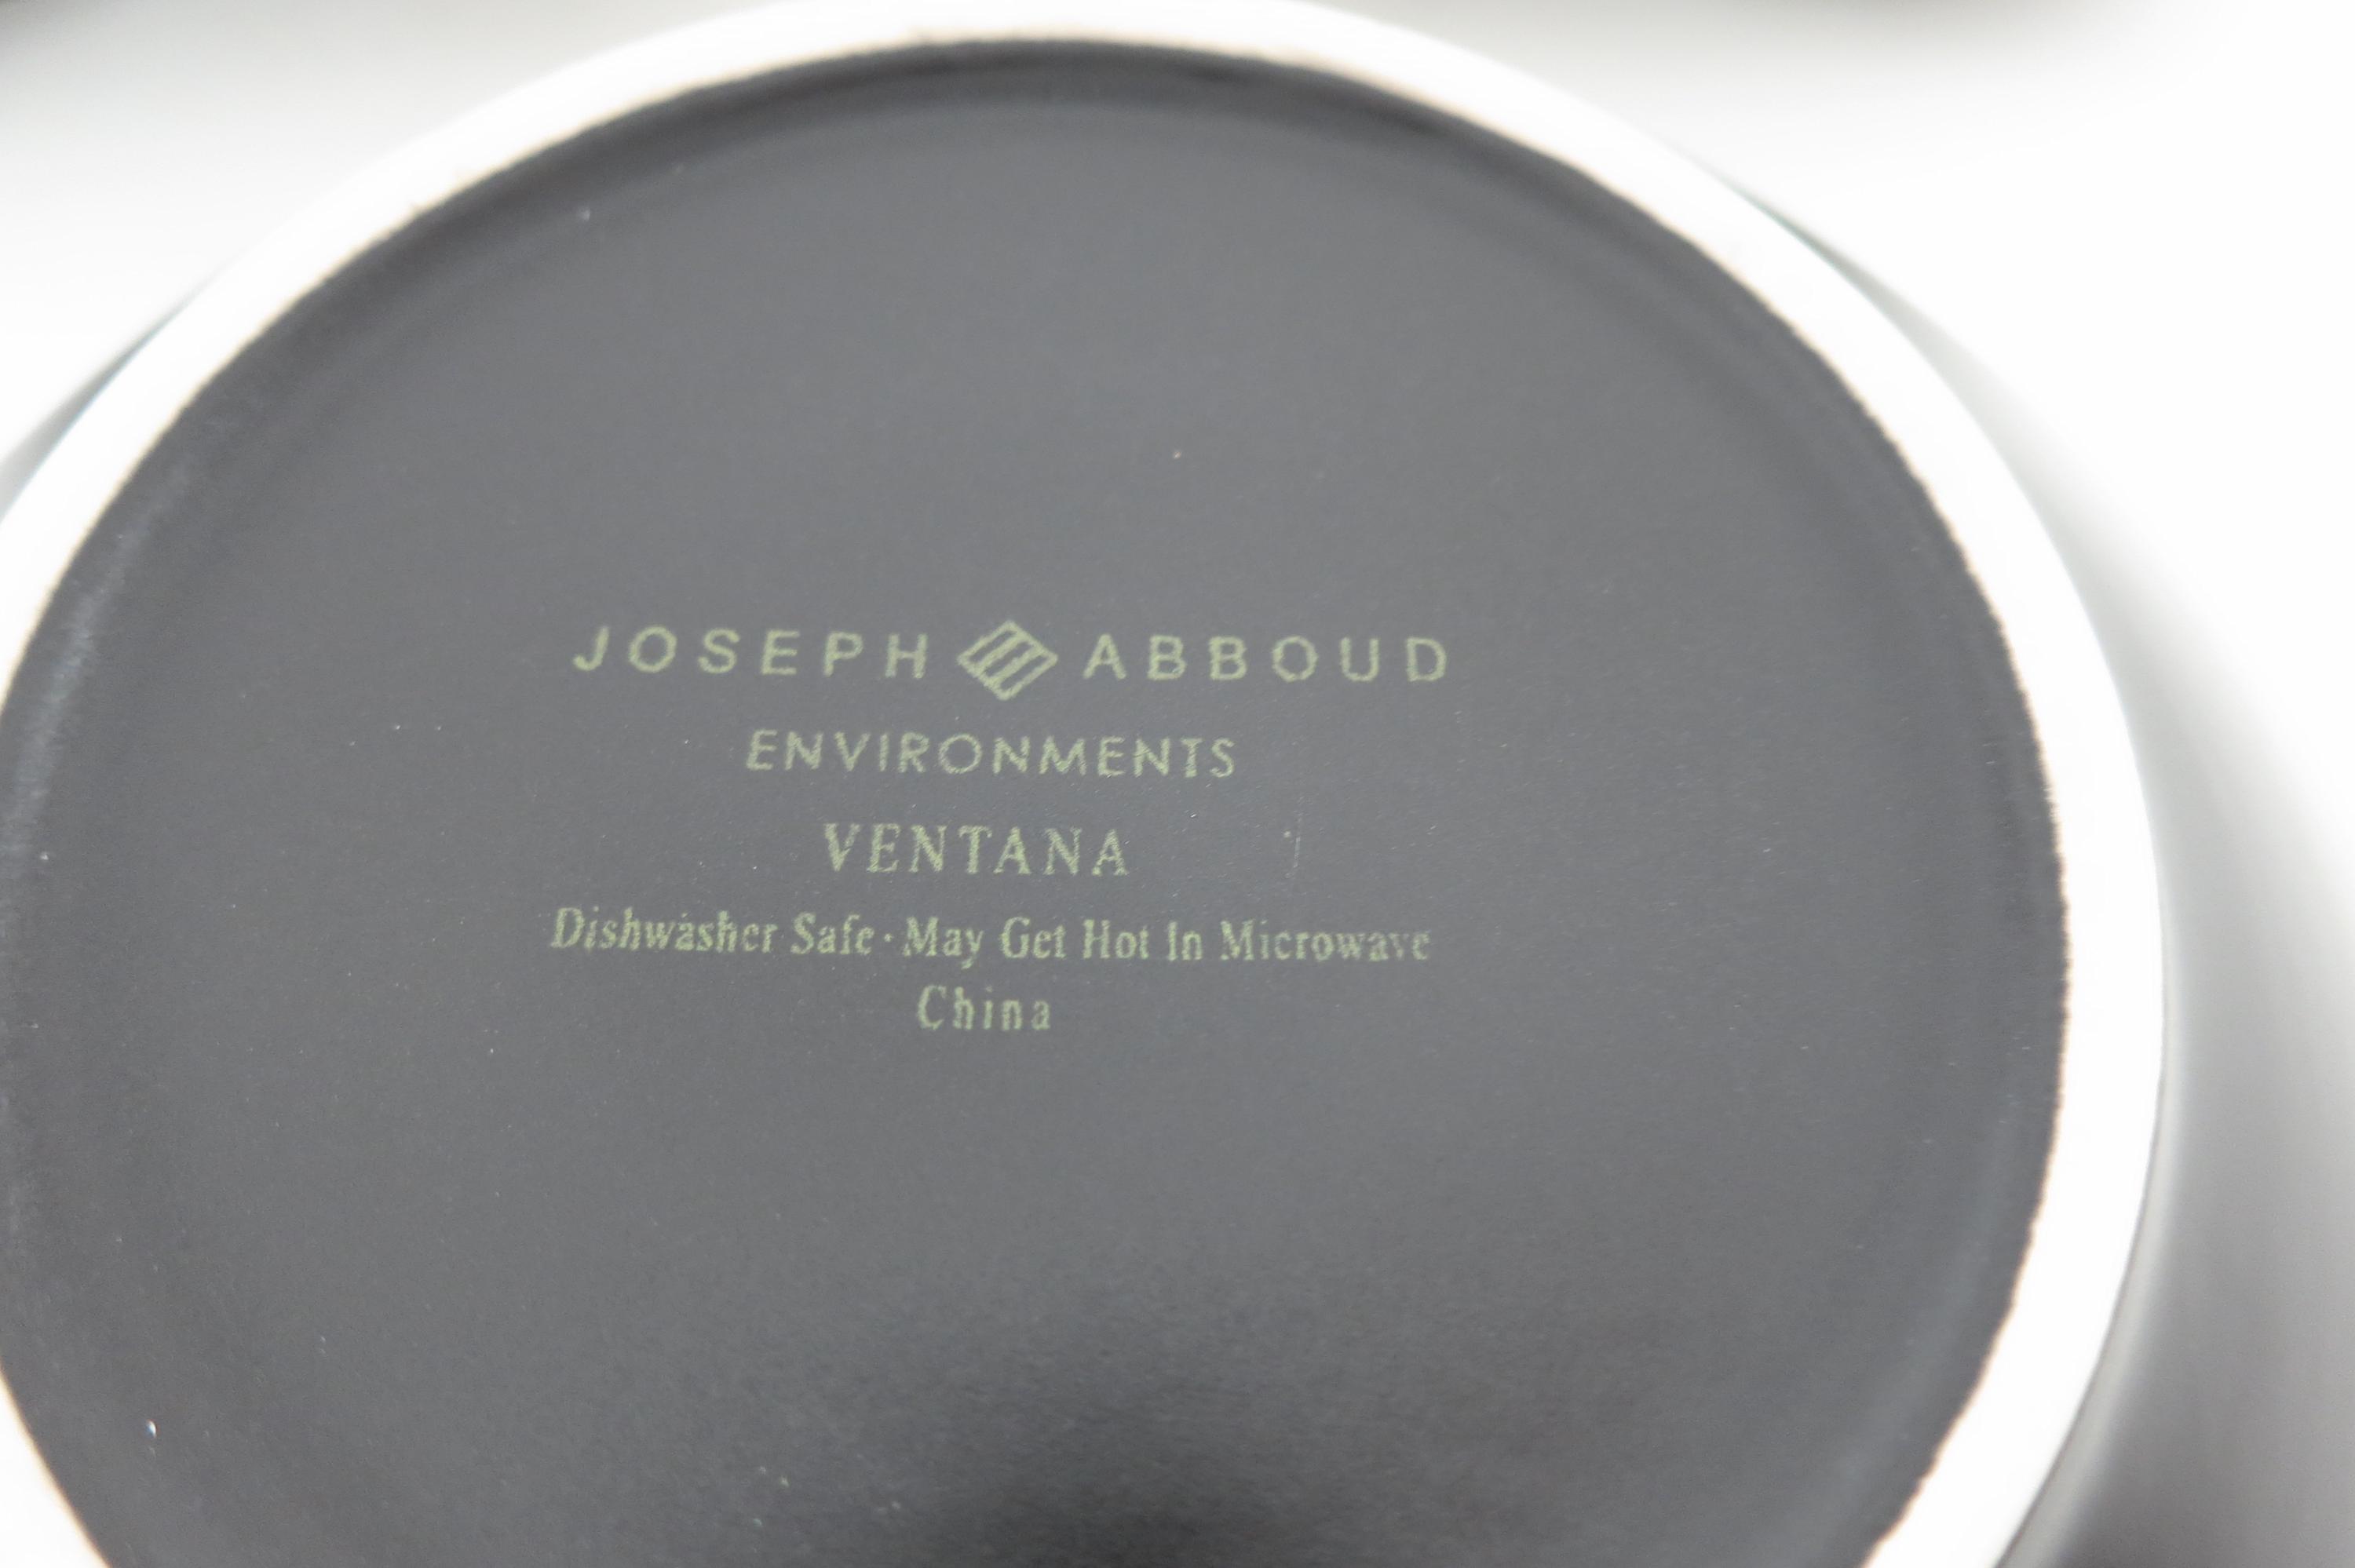 JOSEPH ABBOUD
ENVIRONMENTS
VENTANA
Dishwasher Safe · May Get Hot In Microwave
China